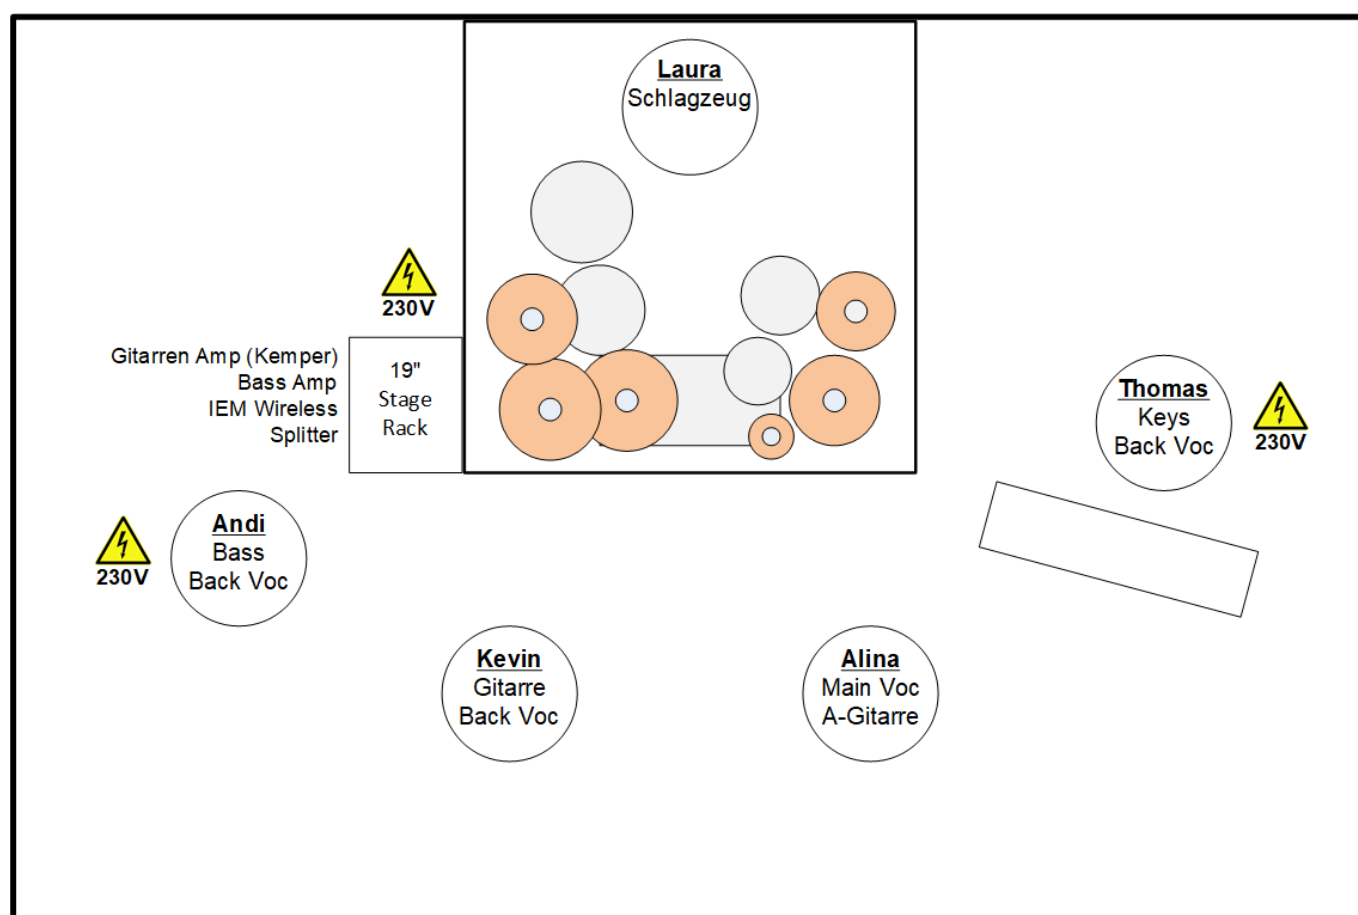 Laura
Schlagzeug
230V
Gitarren Amp (Kemper)
Bass Amp
IEM Wireless
Splitter
19"
Stage
Rack
Thomas
Keys
Back Voc
230V
Andi
Bass
Back Voc
230V
Kevin
Gitarre
Back Voc
Alina
Main Voc
A-Gitarre